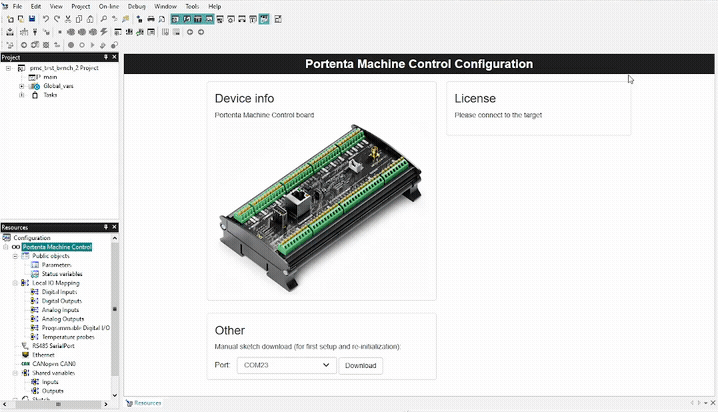 File Edit View Project On-line Debug Window Tools Help
Project
pmc_test_bench_2 Project
main
Global_vars
Tasks
Resources
Configuration
Portenta Machine Control
Public objects
Parameters
Status variables
Local IO Mapping
Digital Inputs
Digital Outputs
Analog Inputs
Analog Outputs
Programmable Digital I/O
Temperature probes
RS485 SerialPort
Ethernet
CANopen CAN0
Shared variables
Inputs
Outputs
Portenta Machine Control Configuration
Device info
Portenta Machine Control board
License
Please connect to the target
Other
Manual sketch download (for first setup and re-initialization):
Port: COM23 Download
Resources